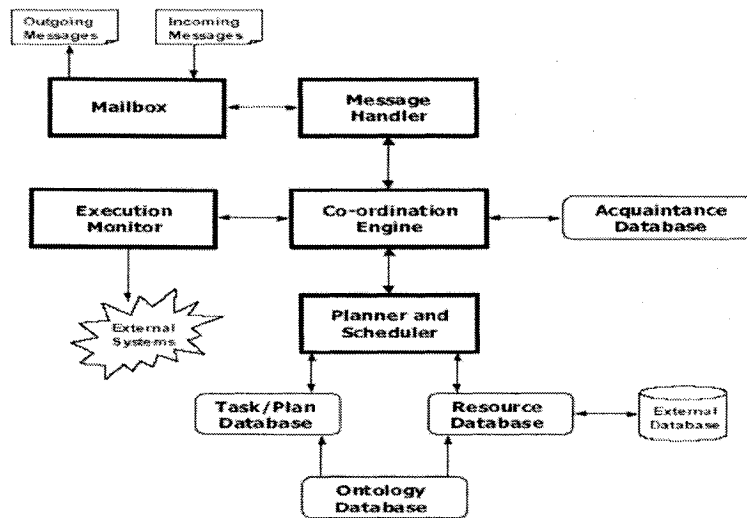 Outgoing
Messages
Incoming
Messages
Mailbox
Message
Handler
Execution
Monitor
Co-ordination
Engine
Acquaintance
Database
External
Systems
Planner and
Scheduler
Task/Plan
Database
Resource
Database
External
Database
Ontology
Database